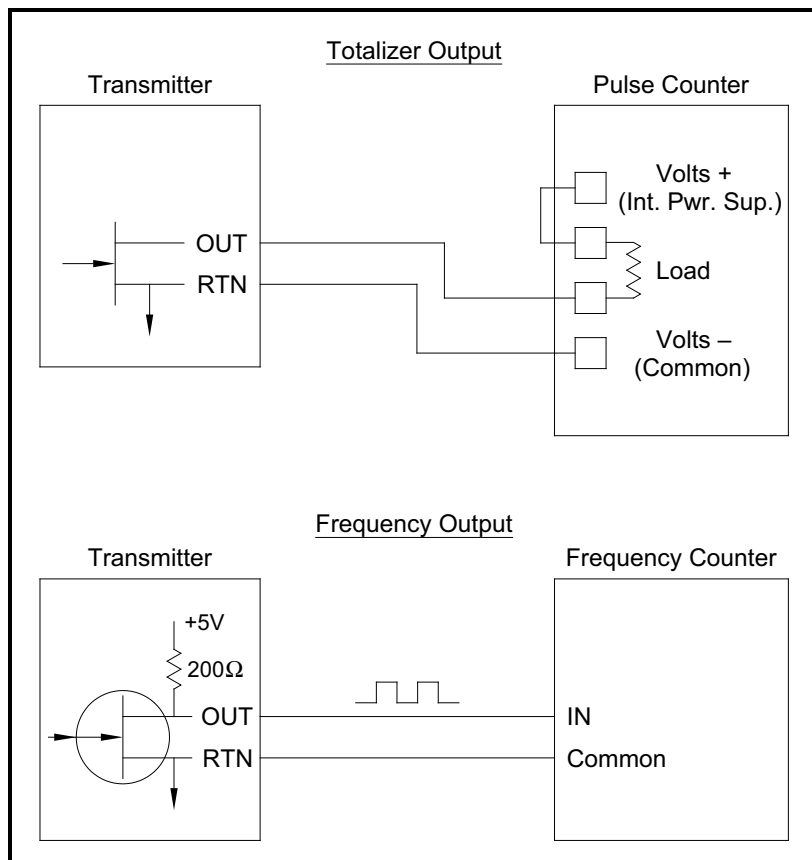 Totalizer Output
Transmitter
Pulse Counter
Volts +
(Int. Pwr. Sup.)
OUT
Load
RTN
Volts –
(Common)
Frequency Output
Transmitter
Frequency Counter
+5V
200Ω
OUT
IN
RTN
Common